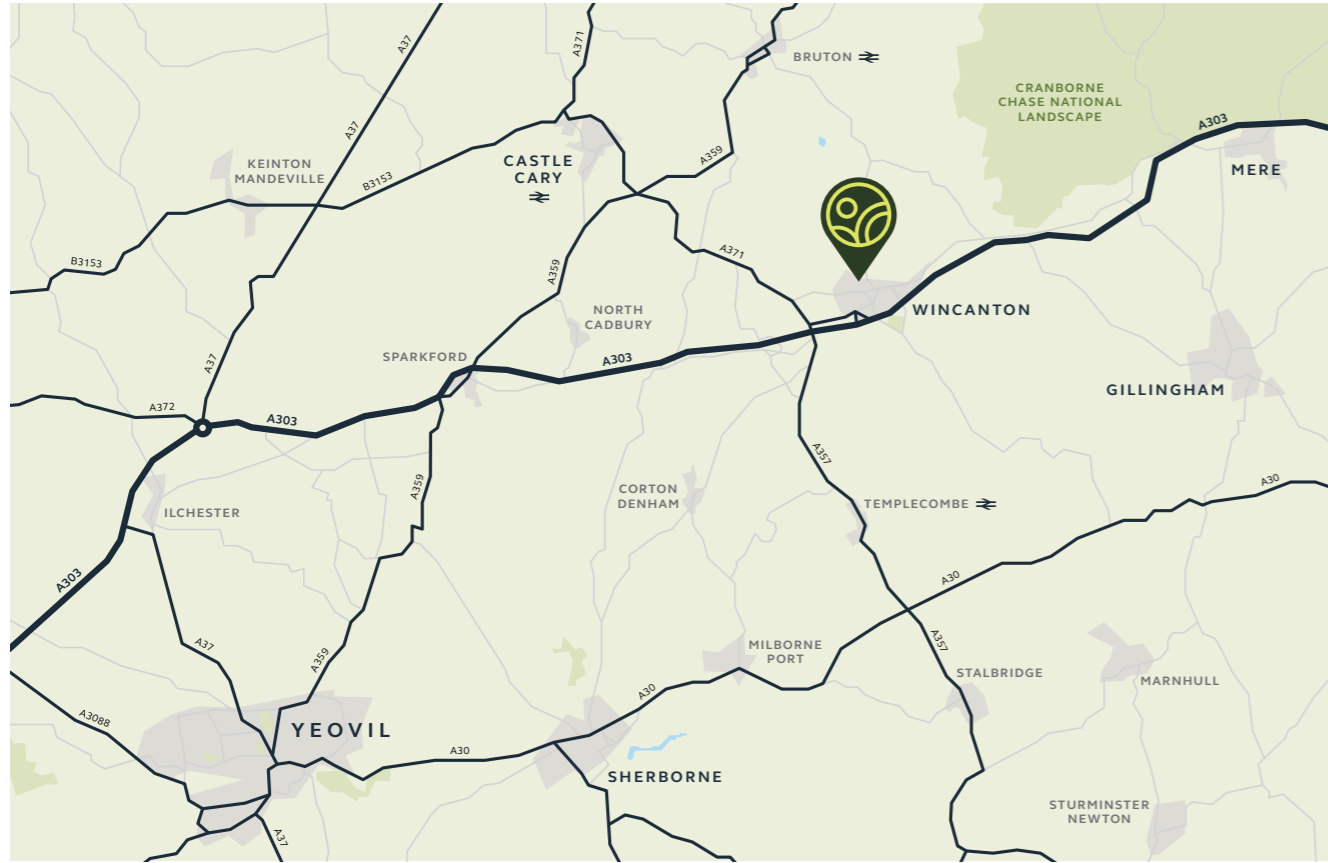 A37
A371
BRUTON
CRANBORNE
CHASE NATIONAL
LANDSCAPE
A303
A37
A359
KEINTON
MANDEVILLE
B3153
CASTLE
CARY
MERE
A371
B3153
A359
NORTH
CADBURY
WINCANTON
SPARKFORD
A303
A37
GILLINGHAM
A372
A303
A357
A359
CORTON
DENHAM
TEMPLECOMBE
A30
ILCHESTER
A303
A30
A37
A359
MILBORNE
PORT
A357
STALBRIDGE
MARNHULL
A30
A3088
YEOVIL
A30
SHERBORNE
STURMINSTER
NEWTON
A37